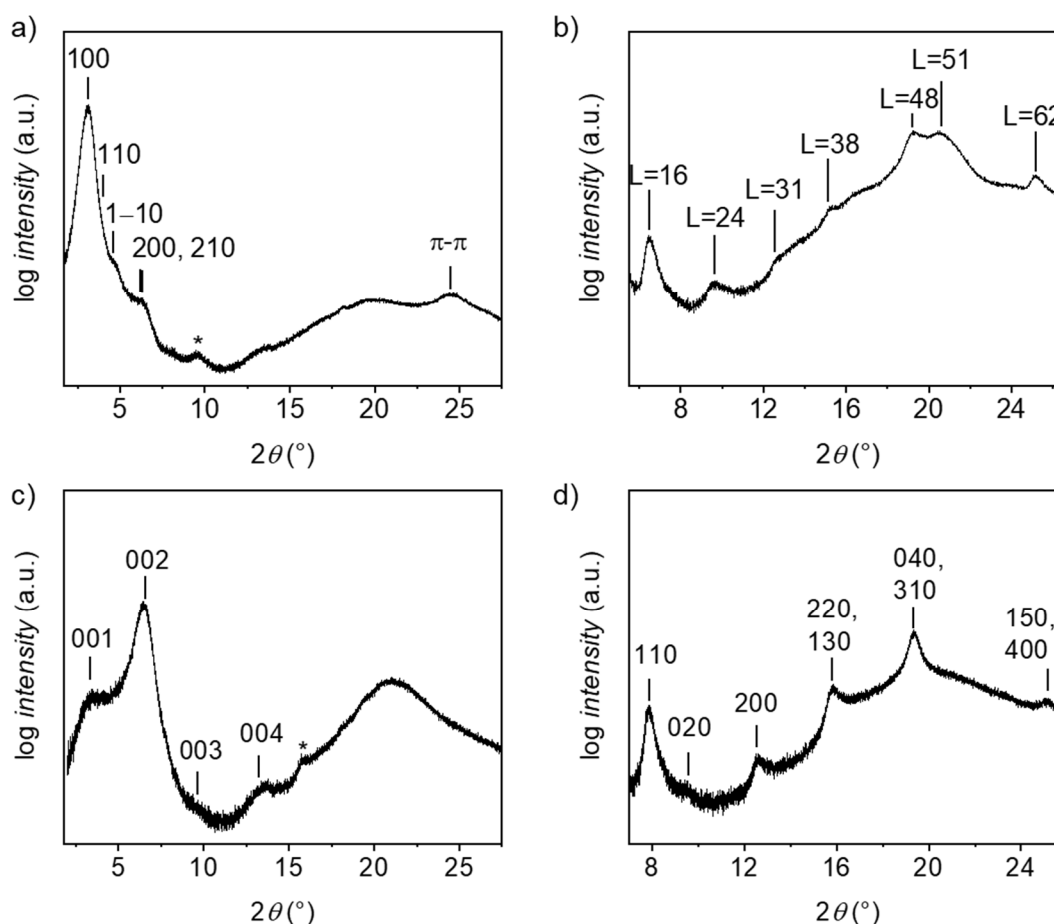 a)
100
110
1–10
200, 210
*
π-π
log intensity (a.u.)
5 10 15 20 25
2θ (°)
b)
L=51
L=48
L=62
L=38
L=16
L=31
L=24
log intensity (a.u.)
8 12 16 20 24
2θ (°)
c)
002
001
003
004
*
log intensity (a.u.)
5 10 15 20 25
2θ (°)
d)
040,
310
220,
130
150,
400
110
020
200
log intensity (a.u.)
8 12 16 20 24
2θ (°)